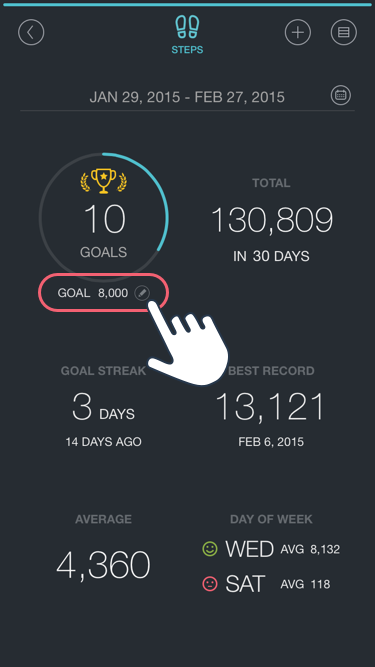 STEPS
JAN 29, 2015 - FEB 27, 2015
10
GOALS
GOAL 8,000
TOTAL
130,809
IN 30 DAYS
GOAL STREAK
3 DAYS
14 DAYS AGO
BEST RECORD
13,121
FEB 6, 2015
AVERAGE
4,360
DAY OF WEEK
WED AVG 8,132
SAT AVG 118